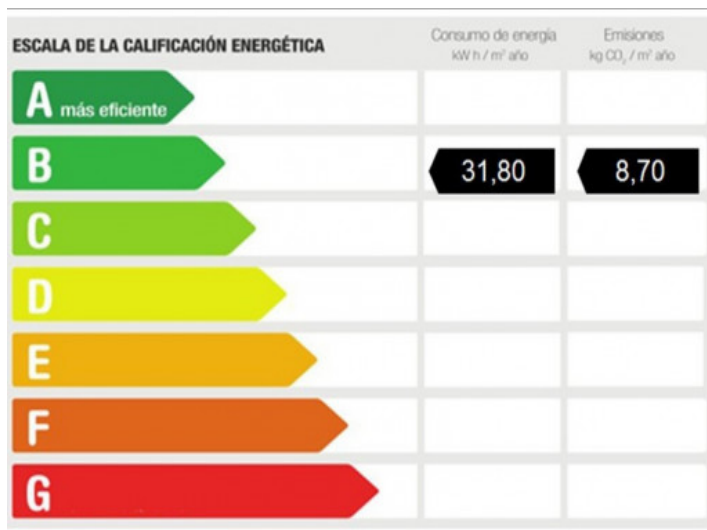 ESCALA DE LA CALIFICACIÓN ENERGÉTICA
Consumo de energía
kW h / m² año
Emisiones
kg CO₂ / m² año
A más eficiente
B
31,80
8,70
C
D
E
F
G